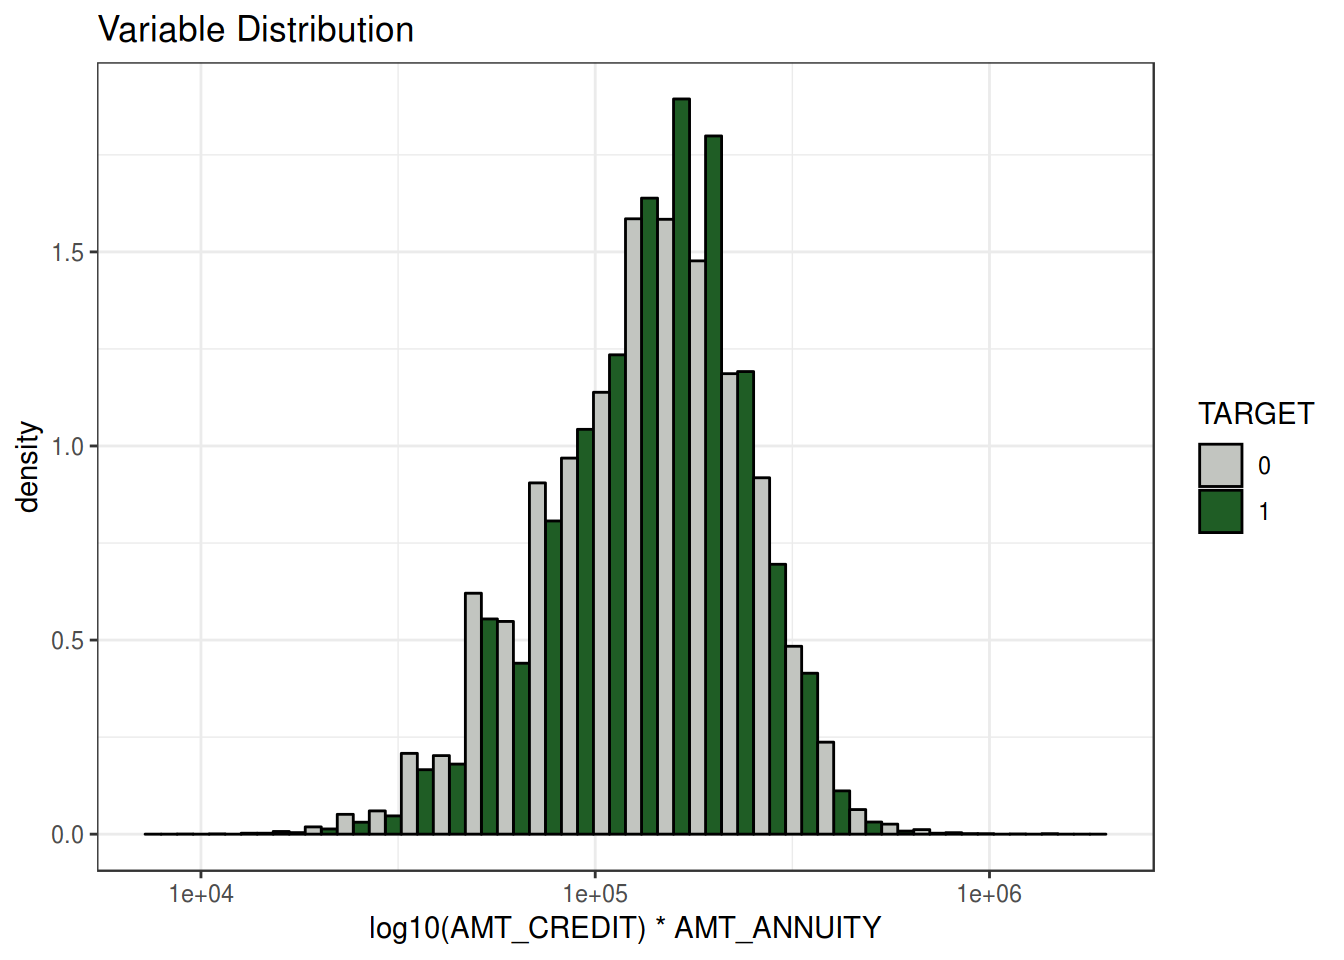 Variable Distribution
density
1.5
1.0
0.5
0.0
1e+04
1e+05
1e+06
log10(AMT_CREDIT) * AMT_ANNUITY
TARGET
0
1